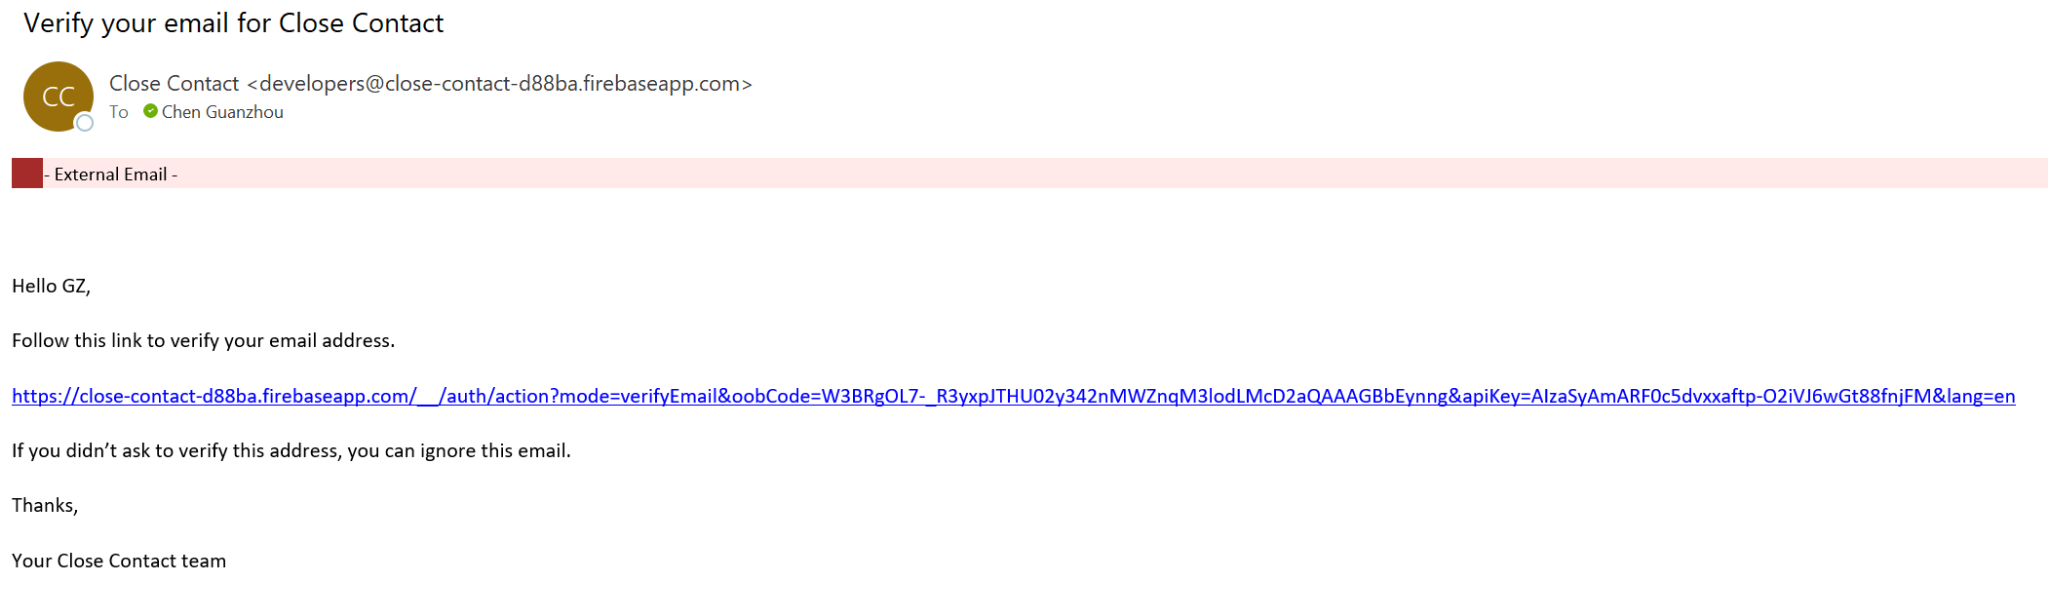 Verify your email for Close Contact
CC
Close Contact <developers@close-contact-d88ba.firebaseapp.com>
To Chen Guanzhou
- External Email -
Hello GZ,
Follow this link to verify your email address.
https://close-contact-d88ba.firebaseapp.com/__/auth/action?mode=verifyEmail&oobCode=W3BRgOL7-_R3yxpJTHU02y342nMWZnqM3lodLMcD2aQAAAGBbEynng&apiKey=AIzaSyAmARF0c5dvxxaftp-O2iVJ6wGt88fnjFM&lang=en
If you didn’t ask to verify this address, you can ignore this email.
Thanks,
Your Close Contact team